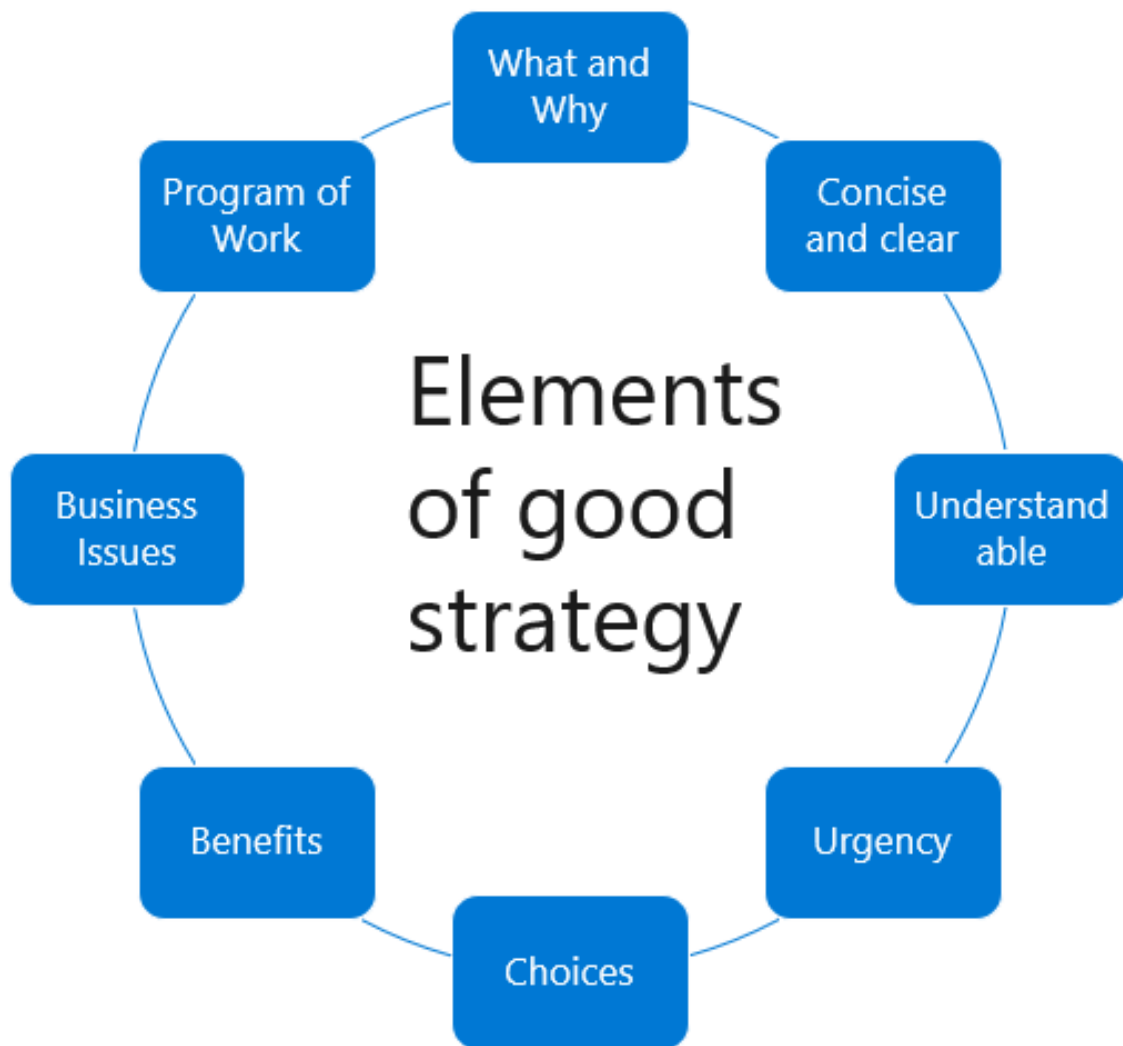 What and
Why
Concise
and clear
Understand
able
Urgency
Choices
Benefits
Business
Issues
Program of
Work
Elements
of good
strategy